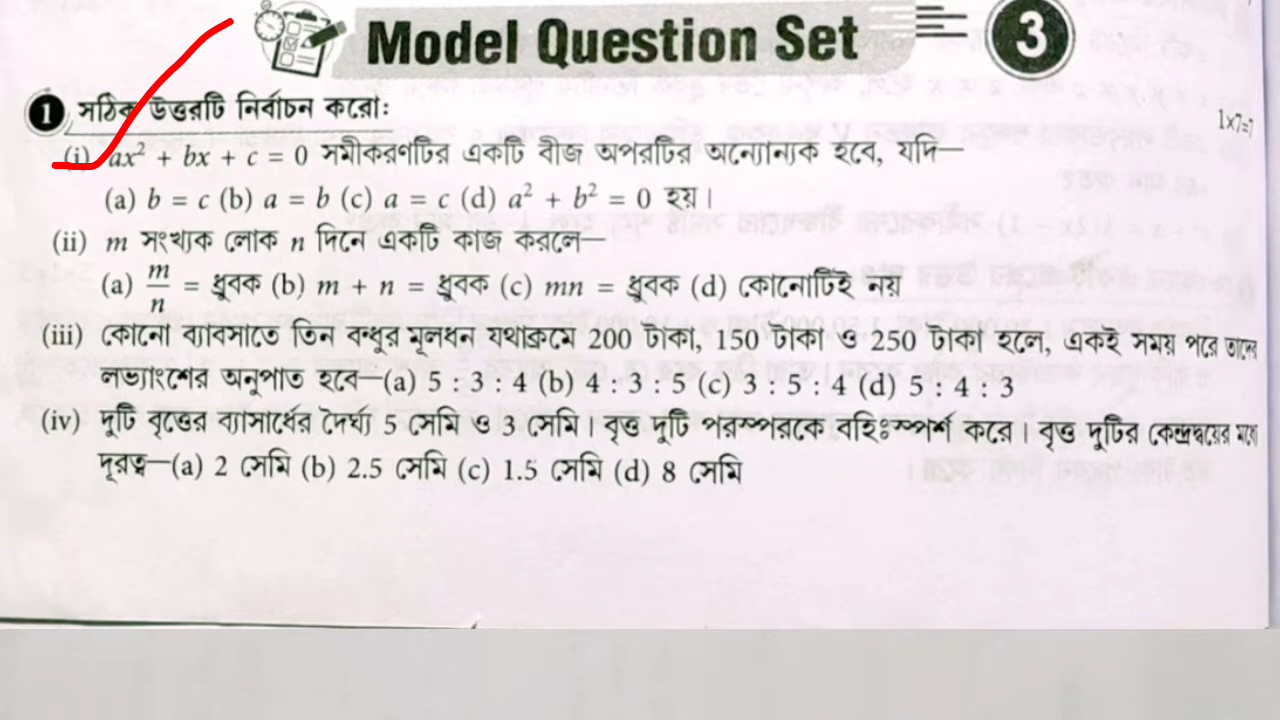 Model Question Set 3
1 সঠিক উত্তরটি নির্বাচন করো: 1×7=7
(i) ax² + bx + c = 0 সমীকরণটির একটি বীজ অপরটির অন্যোন্যক হবে, যদি—
(a) b = c (b) a = b (c) a = c (d) a² + b² = 0 হয়।
(ii) m সংখ্যক লোক n দিনে একটি কাজ করলে—
(a) m/n = ধ্রুবক (b) m + n = ধ্রুবক (c) mn = ধ্রুবক (d) কোনোটিই নয়
(iii) কোনো ব্যাবসাতে তিন বন্ধুর মূলধন যথাক্রমে 200 টাকা, 150 টাকা ও 250 টাকা হলে, একই সময় পরে তাদের
লভ্যাংশের অনুপাত হবে—(a) 5 : 3 : 4 (b) 4 : 3 : 5 (c) 3 : 5 : 4 (d) 5 : 4 : 3
(iv) দুটি বৃত্তের ব্যাসার্ধের দৈর্ঘ্য 5 সেমি ও 3 সেমি। বৃত্ত দুটি পরস্পরকে বহিঃস্পর্শ করে। বৃত্ত দুটির কেন্দ্রদ্বয়ের মধ্যে
দূরত্ব—(a) 2 সেমি (b) 2.5 সেমি (c) 1.5 সেমি (d) 8 সেমি